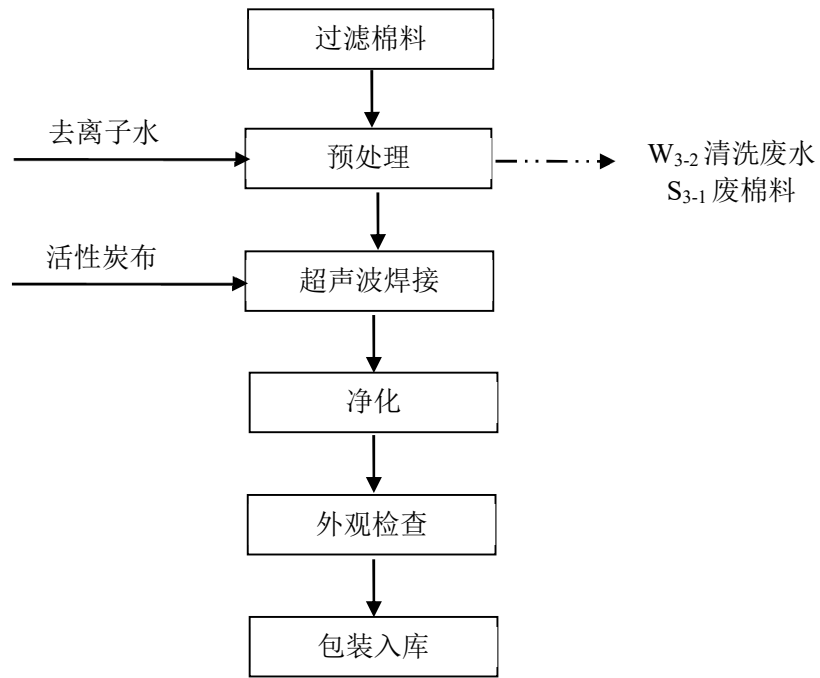 过滤棉料
去离子水
预处理
W3-2 清洗废水
S3-1 废棉料
活性炭布
超声波焊接
净化
外观检查
包装入库